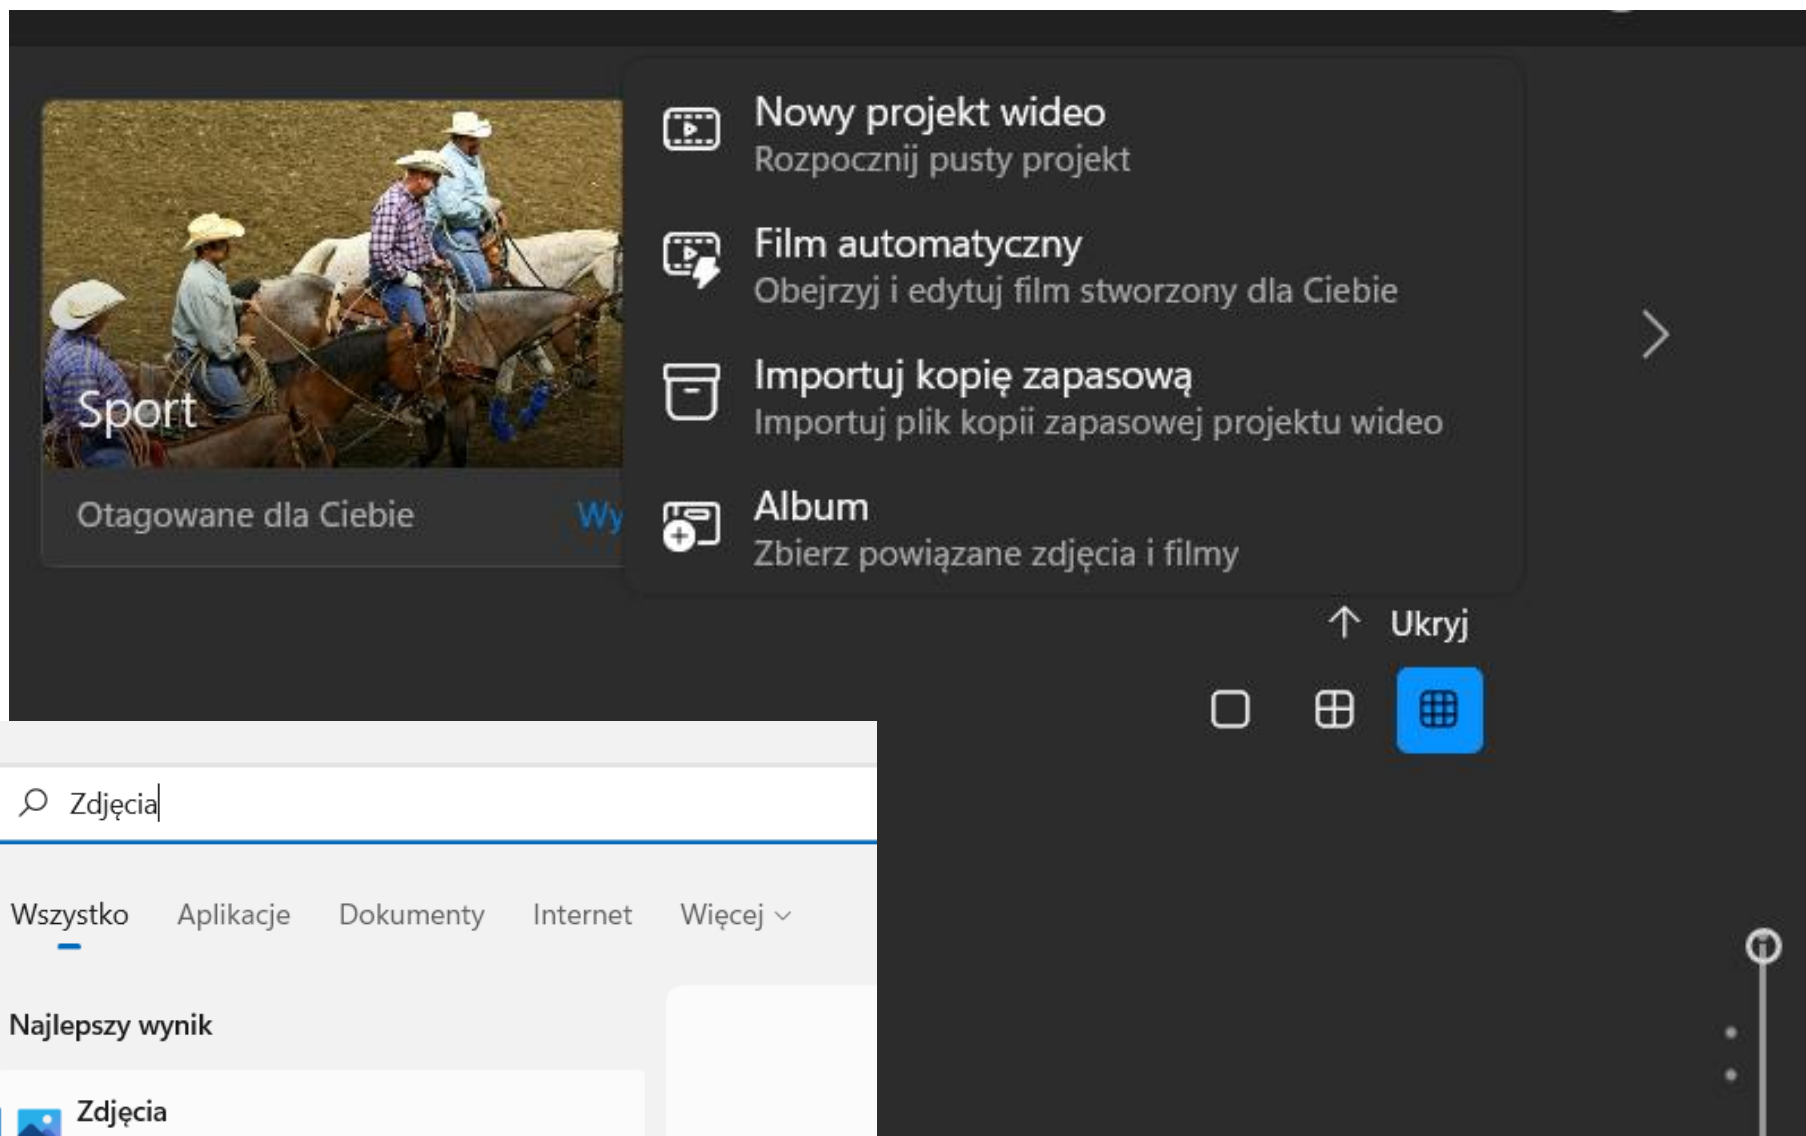 Nowy projekt wideo
Rozpocznij pusty projekt
Film automatyczny
Obejrzyj i edytuj film stworzony dla Ciebie
Importuj kopię zapasową
Importuj plik kopii zapasowej projektu wideo
Album
Zbierz powiązane zdjęcia i filmy
Sport
Otagowane dla Ciebie Wy
Ukryj
Zdjęcia
Wszystko Aplikacje Dokumenty Internet Więcej
Najlepszy wynik
Zdjęcia